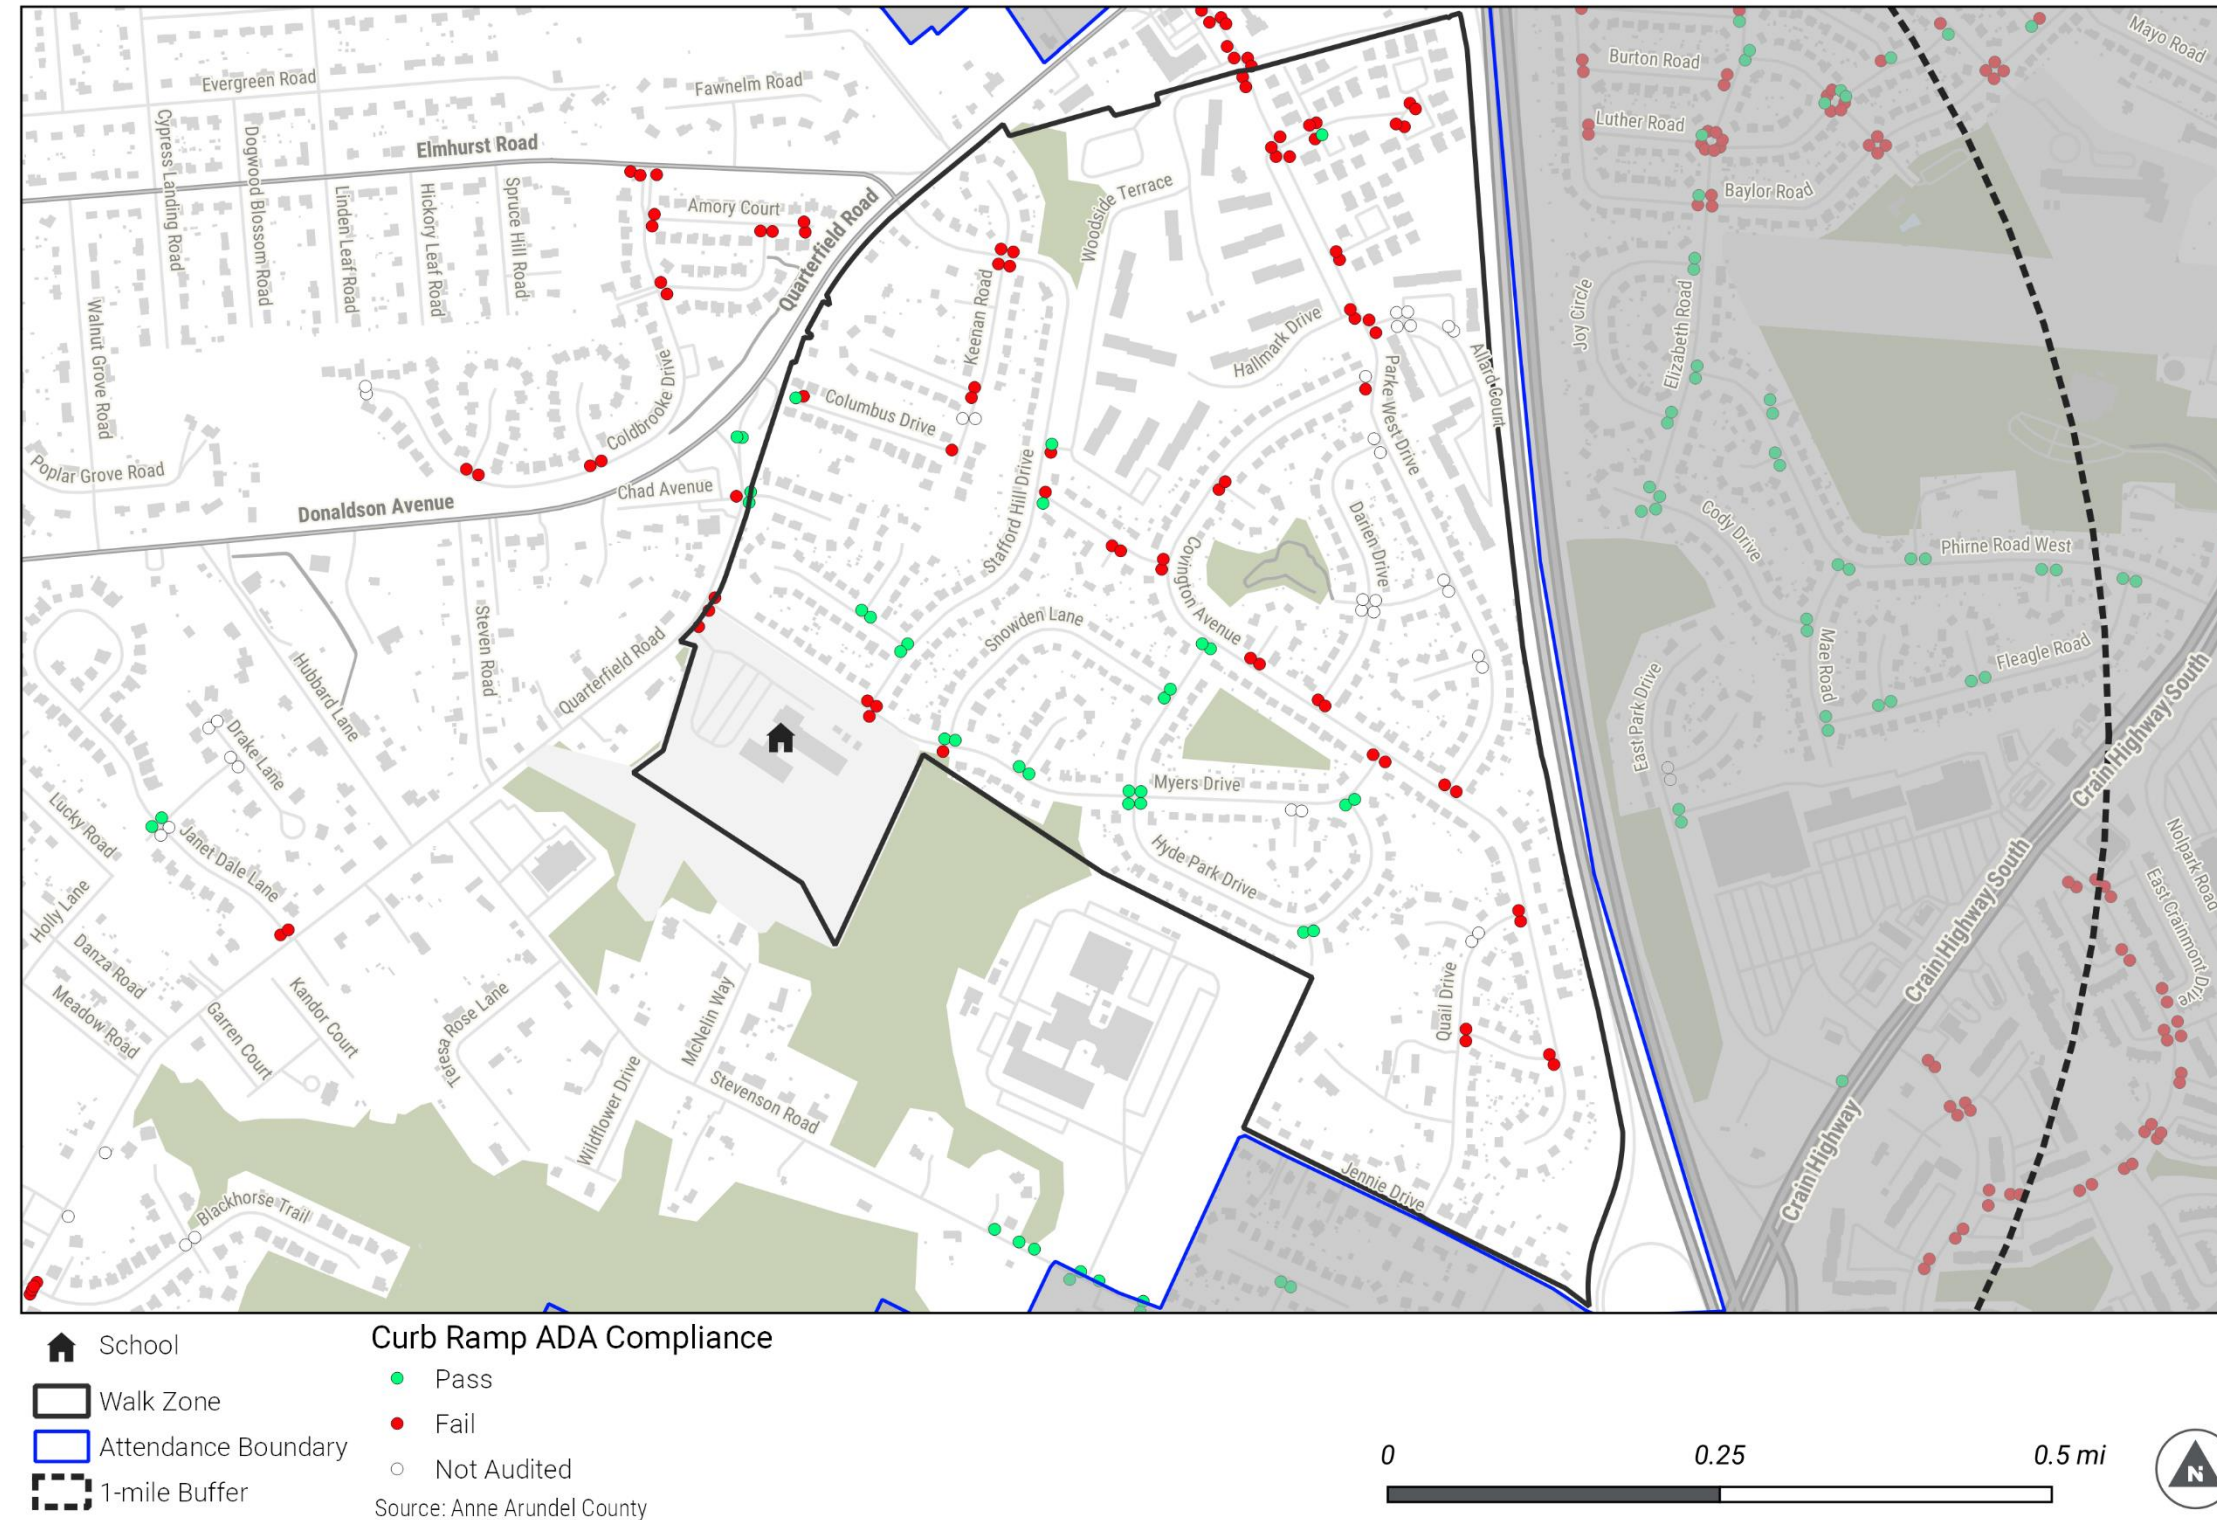 Evergreen Road
Fawnelm Road
Burton Road
Mayo Road
Cypress Landing Road
Dogwood Blossom Road
Elmhurst Road
Luther Road
Linden Leaf Road
Hickory Leaf Road
Spruce Hill Road
Amory Court
Quarterfield Road
Woodside Terrace
Baylor Road
Walnut Grove Road
Keenan Road
Hallmark Drive
Joy Circle
Elizabeth Road
Coldbrooke Drive
Columbus Drive
Parke West Drive
Allard Court
Poplar Grove Road
Chad Avenue
Donaldson Avenue
Stafford Hill Drive
Darien Drive
Cody Drive
Phirne Road West
Covington Avenue
Steven Road
Snowden Lane
Quarterfield Road
Hubbard Lane
Mae Road
Fleagle Road
East Park Drive
Crain Highway South
Drake Lane
Myers Drive
Lucky Road
Janet Dale Lane
Hyde Park Drive
Crain Highway South
Nolpark Road
East Crainmont Drive
Holly Lane
Danza Road
Meadow Road
Garren Court
Kandor Court
Teresa Rose Lane
McNelin Way
Quail Drive
Wildflower Drive
Stevenson Road
Crain Highway
Jennie Drive
Blackhorse Trail
School
Walk Zone
Attendance Boundary
1-mile Buffer
Curb Ramp ADA Compliance
Pass
Fail
Not Audited
Source: Anne Arundel County
0 0.25 0.5 mi
N